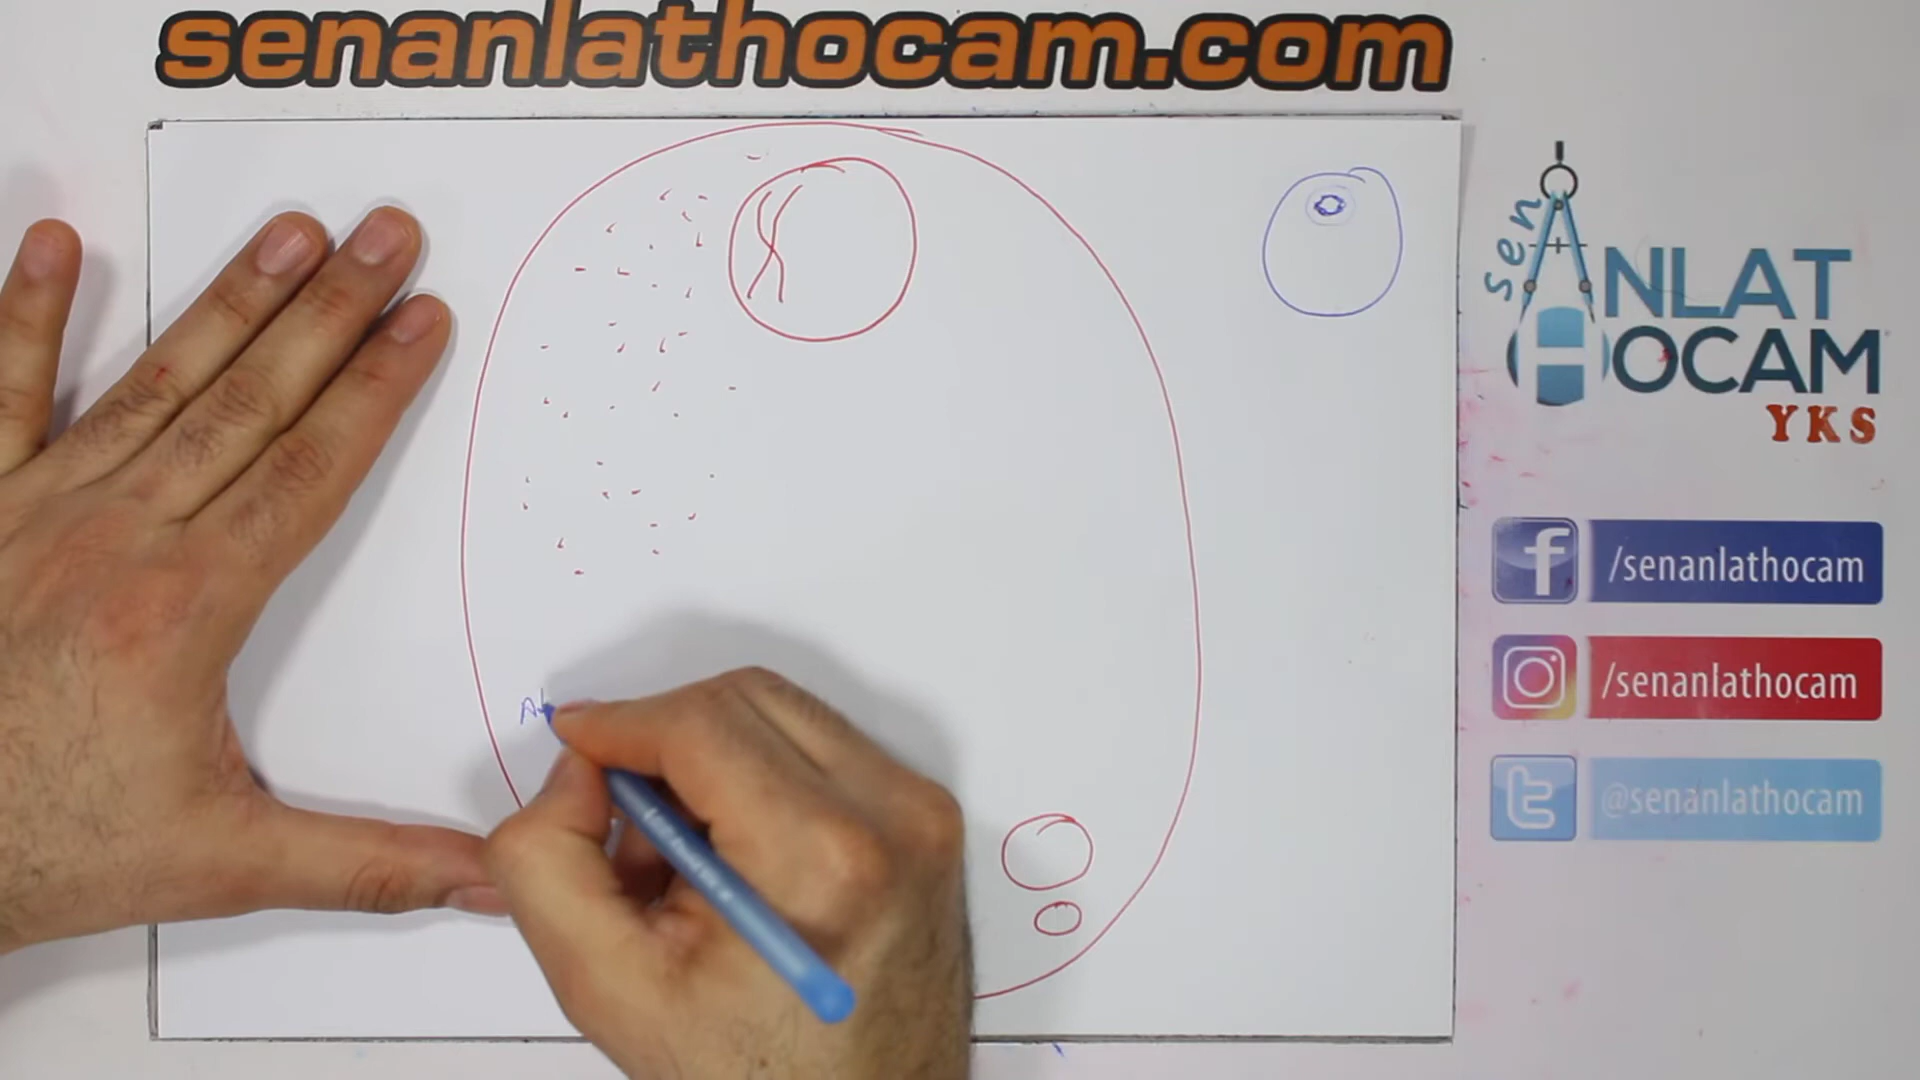 senanlathocam.com
sen
ANLAT
HOCAM
YKS
/senanlathocam
/senanlathocam
@senanlathocam